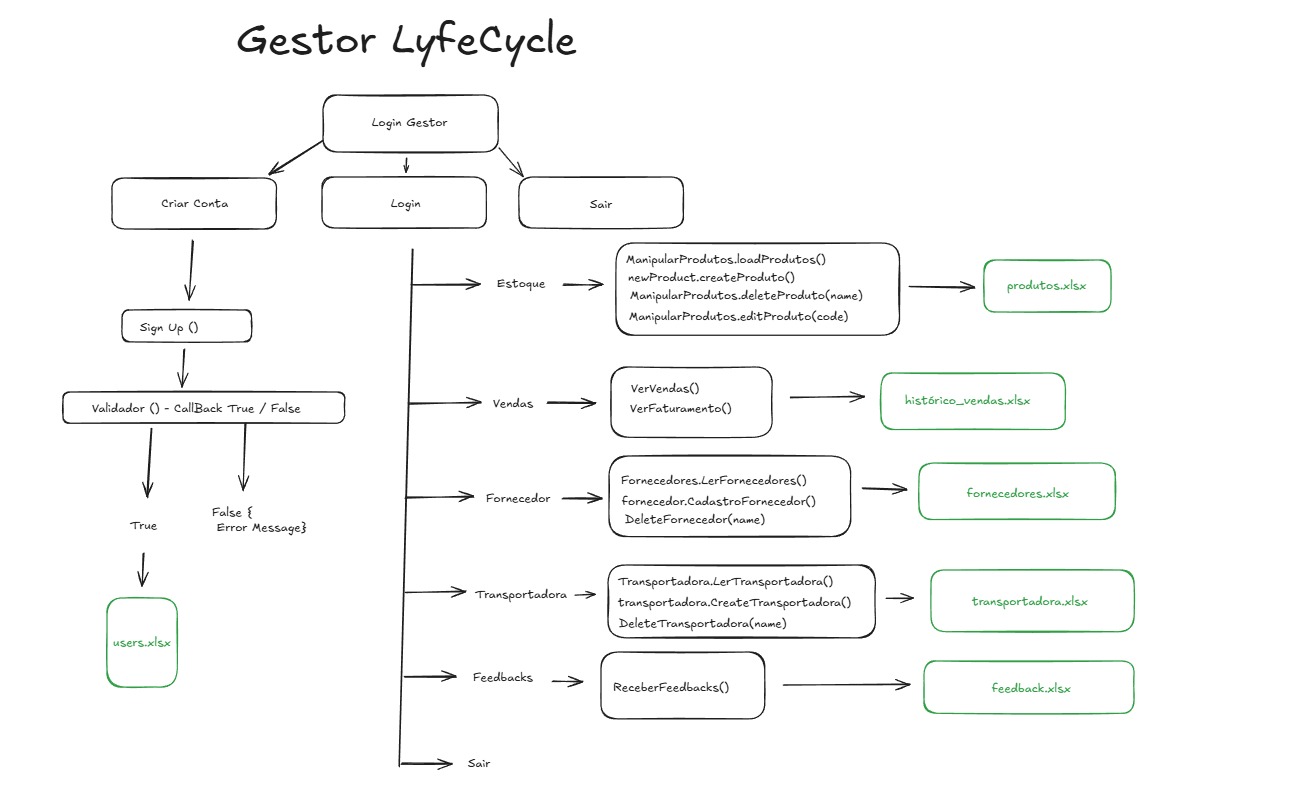 Gestor LyfeCycle
Login Gestor
Criar Conta
Login
Sair
Sign Up ()
Validador () - CallBack True / False
True
False {
Error Message}
users.xlsx
Estoque
ManipularProdutos.loadProdutos()
newProduct.createProduto()
ManipularProdutos.deleteProduto(name)
ManipularProdutos.editProduto(code)
produtos.xlsx
Vendas
VerVendas()
VerFaturamento()
histórico_vendas.xlsx
Fornecedor
Fornecedores.LerFornecedores()
fornecedor.CadastroFornecedor()
DeleteFornecedor(name)
fornecedores.xlsx
Transportadora
Transportadora.LerTransportadora()
transportadora.CreateTransportadora()
DeleteTransportadora(name)
transportadora.xlsx
Feedbacks
ReceberFeedbacks()
feedback.xlsx
Sair